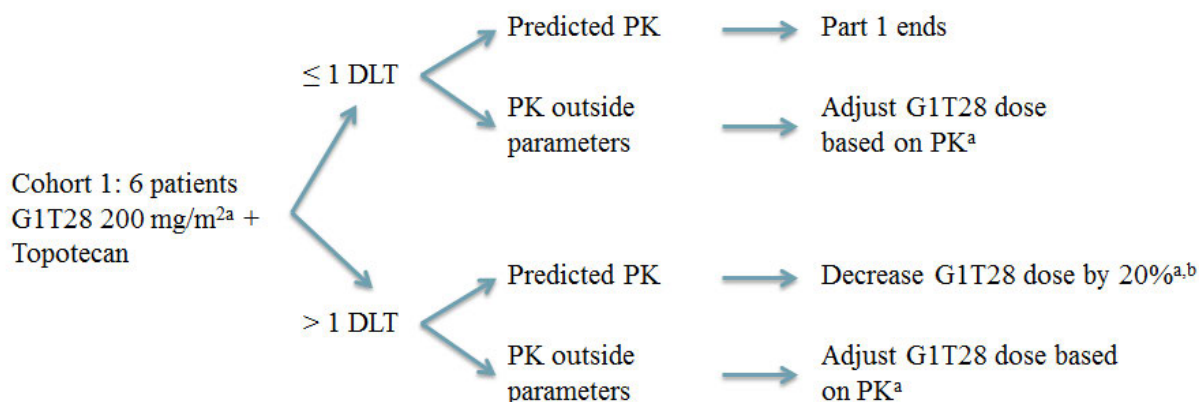 Predicted PK
Part 1 ends
≤ 1 DLT
PK outside
parameters
Adjust G1T28 dose
based on PKᵃ
Cohort 1: 6 patients
G1T28 200 mg/m²ᵃ +
Topotecan
Predicted PK
Decrease G1T28 dose by 20%ᵃ,ᵇ
> 1 DLT
PK outside
parameters
Adjust G1T28 dose based
on PKᵃ